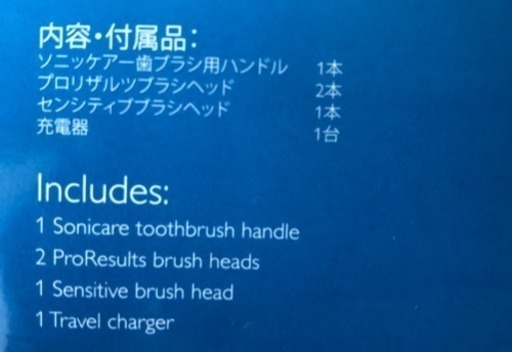 内容・付属品：
ソニッケアー歯ブラシ用ハンドル 1本
プロリザルツブラシヘッド 2本
センシティブブラシヘッド 1本
充電器 1台
Includes:
1 Sonicare toothbrush handle
2 ProResults brush heads
1 Sensitive brush head
1 Travel charger